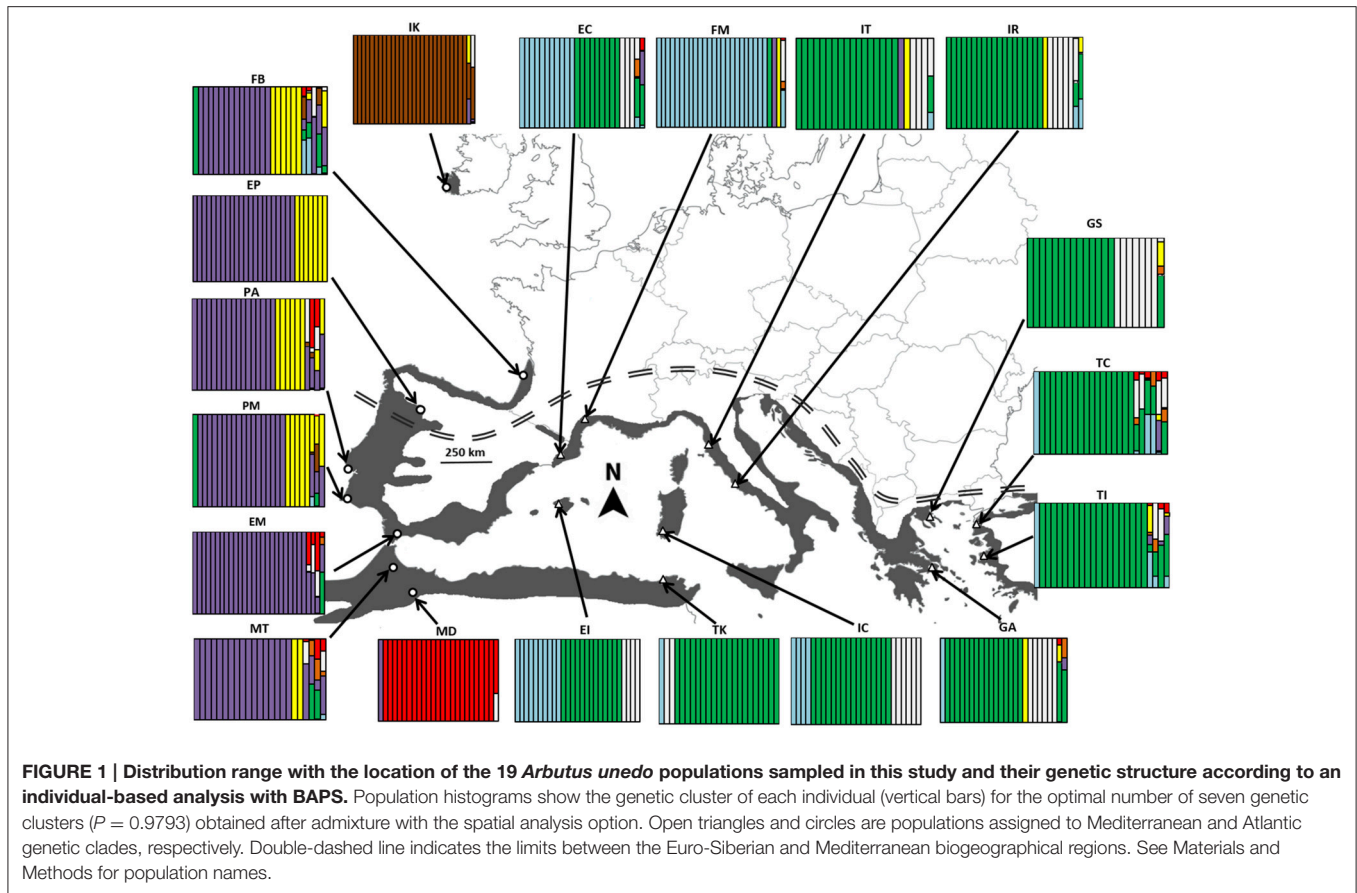 IK
EC
FM
IT
IR
FB
EP
GS
PA
TC
PM
250 km
N
TI
EM
MT
MD
EI
TK
IC
GA
FIGURE 1 | Distribution range with the location of the 19 Arbutus unedo populations sampled in this study and their genetic structure according to an
individual-based analysis with BAPS. Population histograms show the genetic cluster of each individual (vertical bars) for the optimal number of seven genetic
clusters (P = 0.9793) obtained after admixture with the spatial analysis option. Open triangles and circles are populations assigned to Mediterranean and Atlantic
genetic clades, respectively. Double-dashed line indicates the limits between the Euro-Siberian and Mediterranean biogeographical regions. See Materials and
Methods for population names.